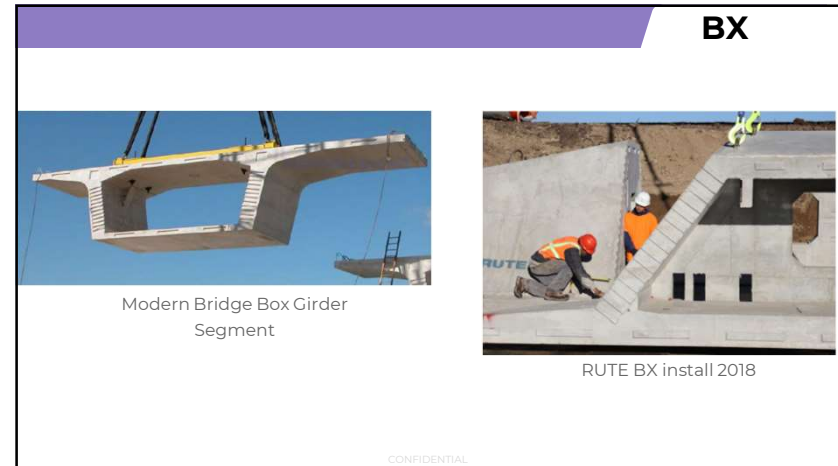 BX
Modern Bridge Box Girder
Segment
RUTE
RUTE BX install 2018
CONFIDENTIAL